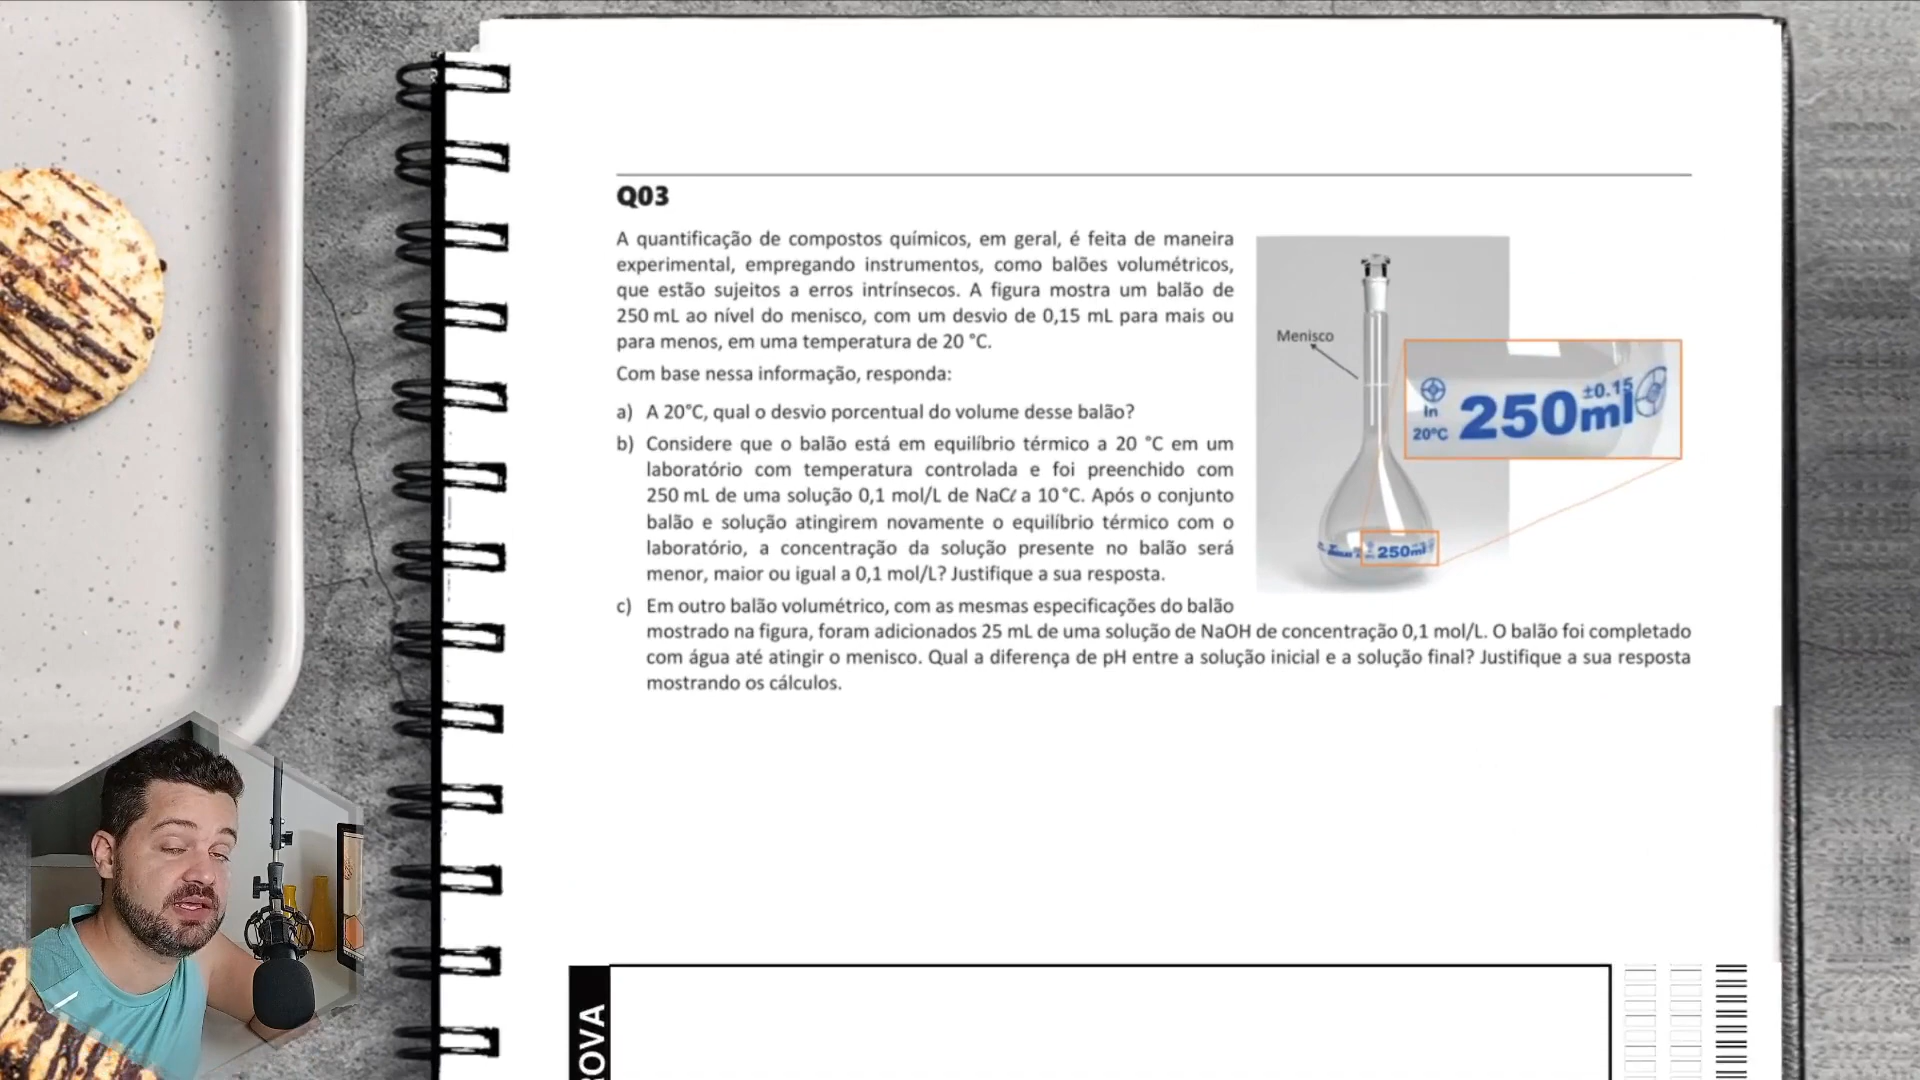 Q03
A quantificação de compostos químicos, em geral, é feita de maneira
experimental, empregando instrumentos, como balões volumétricos,
que estão sujeitos a erros intrínsecos. A figura mostra um balão de
250 mL ao nível do menisco, com um desvio de 0,15 mL para mais ou
para menos, em uma temperatura de 20 °C.
Com base nessa informação, responda:
a) A 20°C, qual o desvio porcentual do volume desse balão?
b) Considere que o balão está em equilíbrio térmico a 20 °C em um
laboratório com temperatura controlada e foi preenchido com
250 mL de uma solução 0,1 mol/L de NaCℓ a 10 °C. Após o conjunto
balão e solução atingirem novamente o equilíbrio térmico com o
laboratório, a concentração da solução presente no balão será
menor, maior ou igual a 0,1 mol/L? Justifique a sua resposta.
c) Em outro balão volumétrico, com as mesmas especificações do balão
mostrado na figura, foram adicionados 25 mL de uma solução de NaOH de concentração 0,1 mol/L. O balão foi completado
com água até atingir o menisco. Qual a diferença de pH entre a solução inicial e a solução final? Justifique a sua resposta
mostrando os cálculos.
Menisco
In
20°C
250ml
±0.15
250ml
OVA